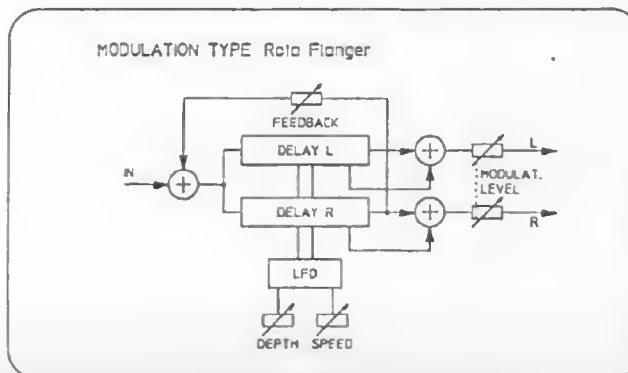 MODULATION TYPE Roto Flanger
FEEDBACK
DELAY L
L
IN
MODULAT.
LEVEL
DELAY R
R
LFO
DEPTH SPEED